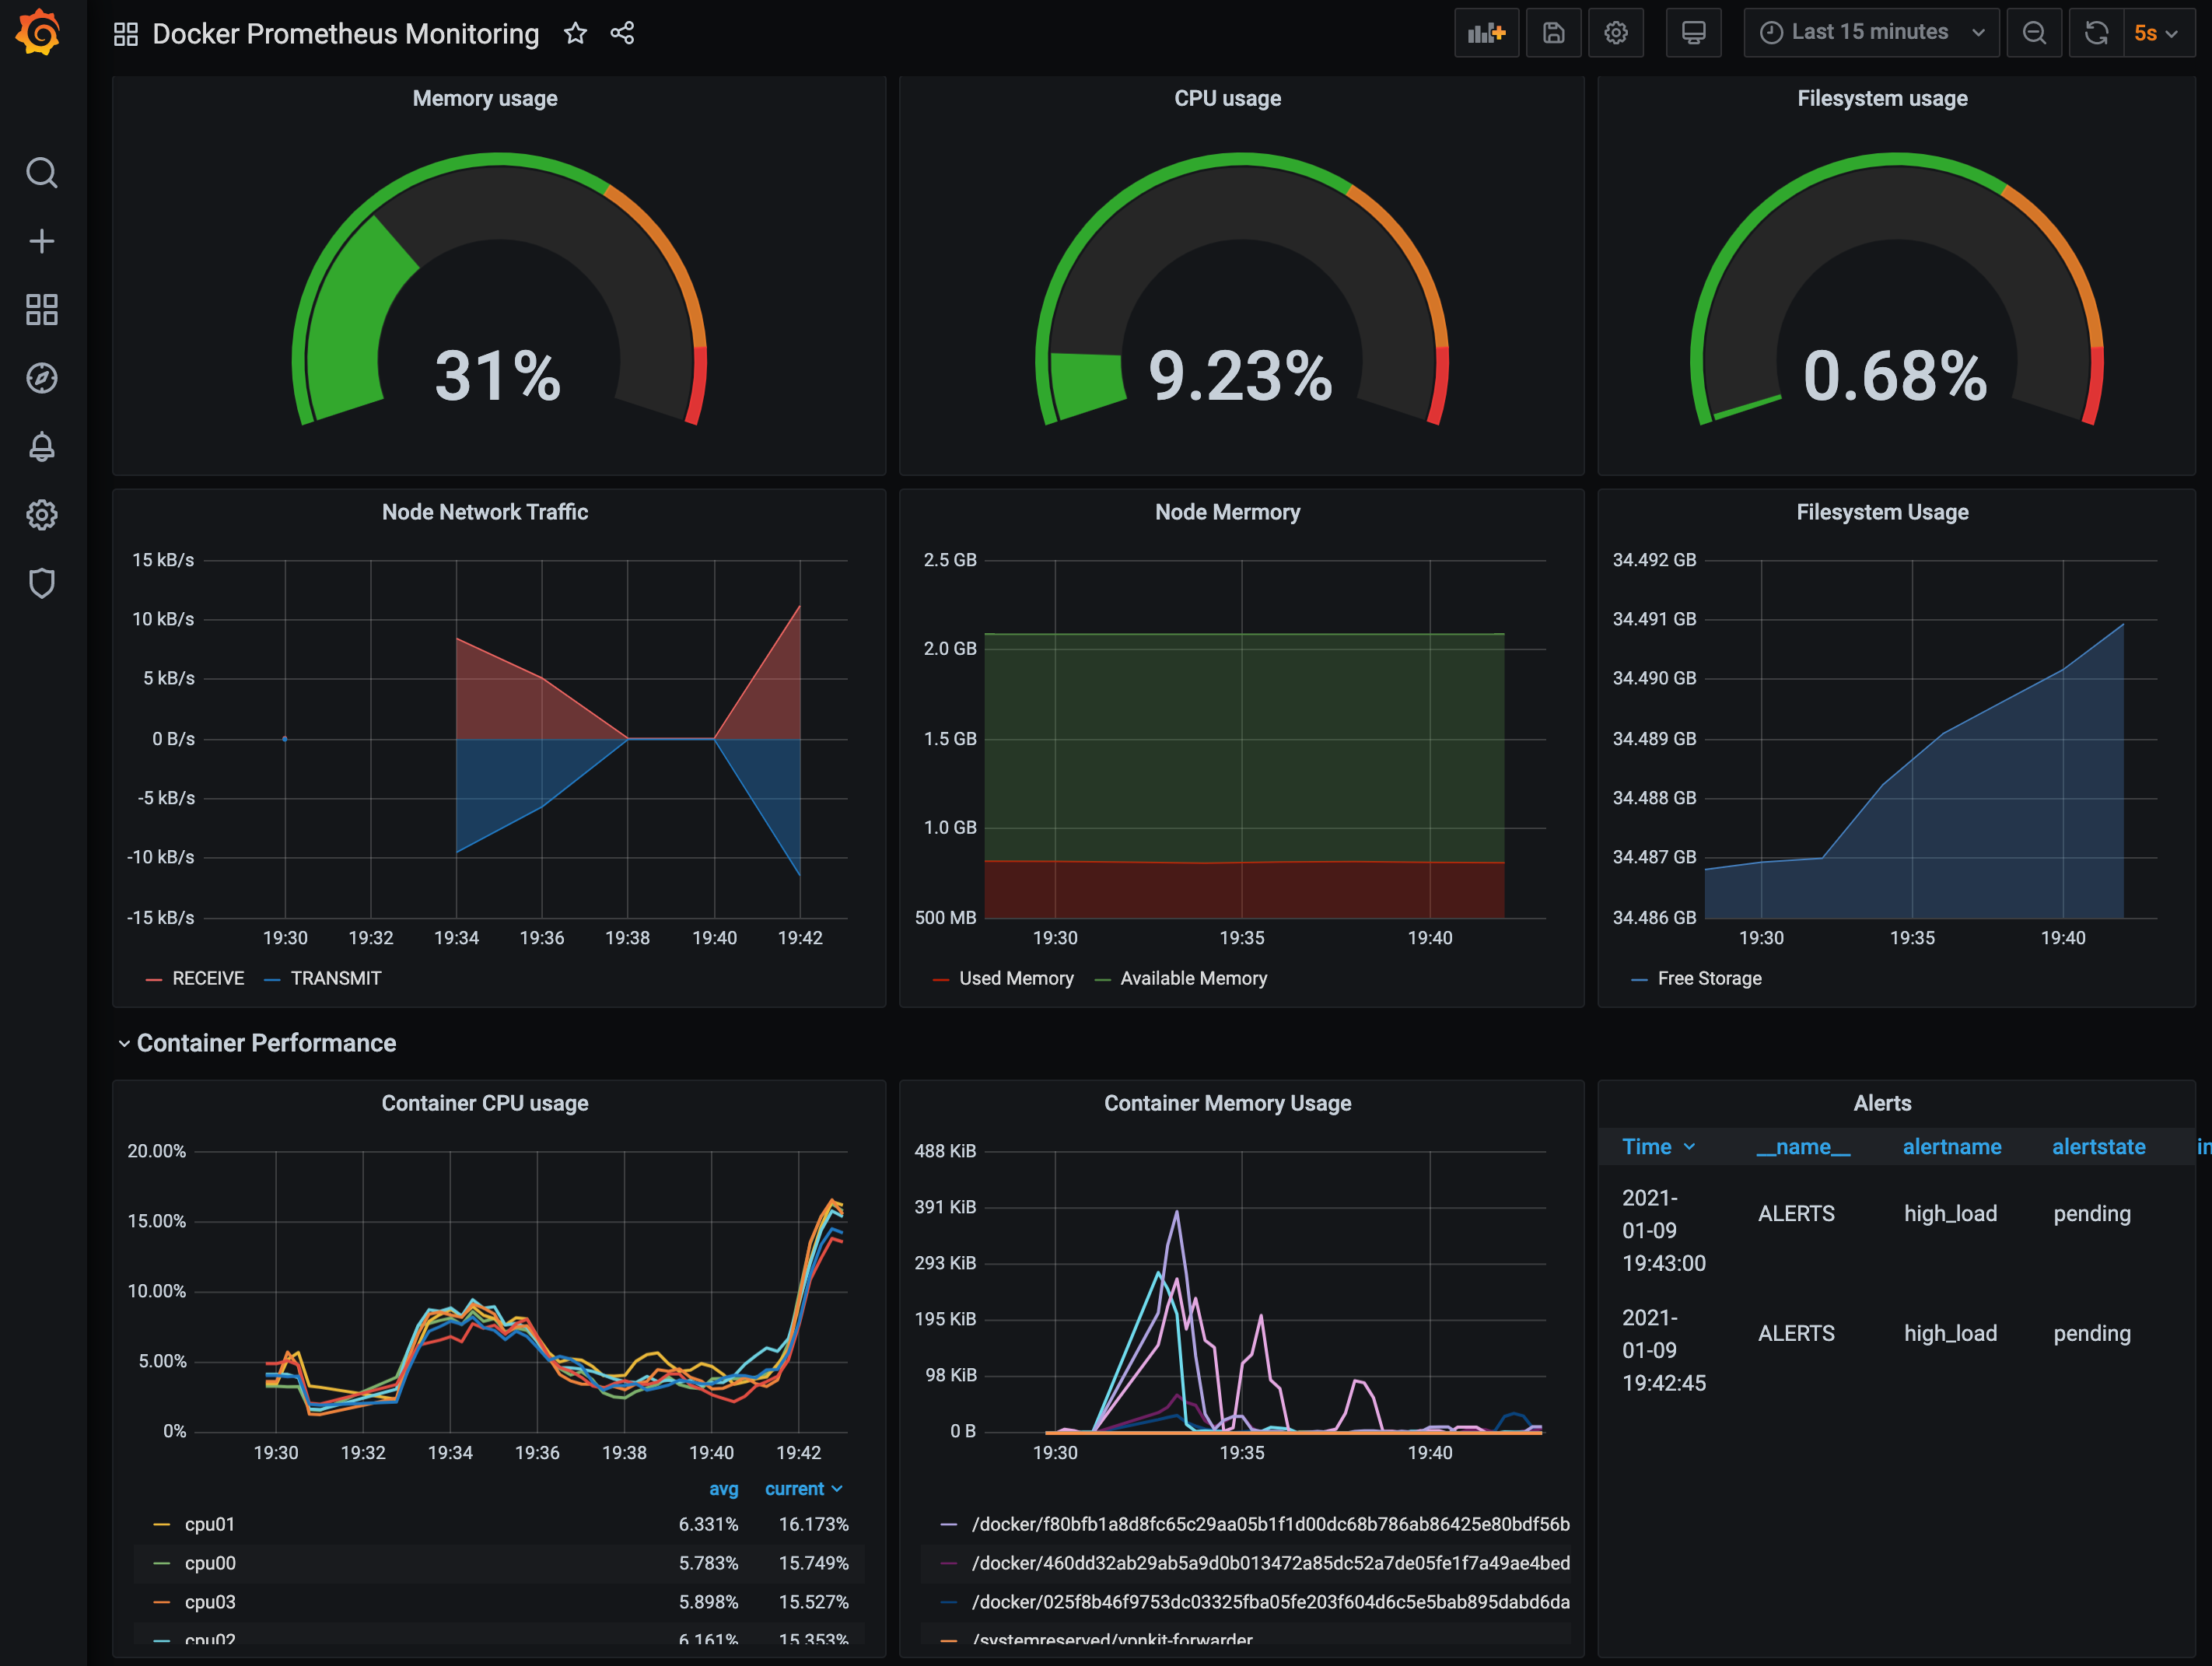 Docker Prometheus Monitoring
Last 15 minutes
5s
Memory usage
31%
CPU usage
9.23%
Filesystem usage
0.68%
Node Network Traffic
15 kB/s
10 kB/s
5 kB/s
0 B/s
-5 kB/s
-10 kB/s
-15 kB/s
19:30 19:32 19:34 19:36 19:38 19:40 19:42
RECEIVE TRANSMIT
Node Mermory
2.5 GB
2.0 GB
1.5 GB
1.0 GB
500 MB
19:30 19:35 19:40
Used Memory Available Memory
Filesystem Usage
34.492 GB
34.491 GB
34.490 GB
34.489 GB
34.488 GB
34.487 GB
34.486 GB
19:30 19:35 19:40
Free Storage
Container Performance
Container CPU usage
20.00%
15.00%
10.00%
5.00%
0%
19:30 19:32 19:34 19:36 19:38 19:40 19:42
avg current
cpu01 6.331% 16.173%
cpu00 5.783% 15.749%
cpu03 5.898% 15.527%
cpu02 6.161% 15.353%
Container Memory Usage
488 KiB
391 KiB
293 KiB
195 KiB
98 KiB
0 B
19:30 19:35 19:40
/docker/f80bfb1a8d8fc65c29aa05b1f1d00dc68b786ab86425e80bdf56b
/docker/460dd32ab29ab5a9d0b013472a85dc52a7de05fe1f7a49ae4bed
/docker/025f8b46f9753dc03325fba05fe203f604d6c5e5bab895dabd6da
/systemreserved/vpnkit-forwarder
Alerts
Time __name__ alertname alertstate in
2021-
01-09
19:43:00
ALERTS high_load pending
2021-
01-09
19:42:45
ALERTS high_load pending